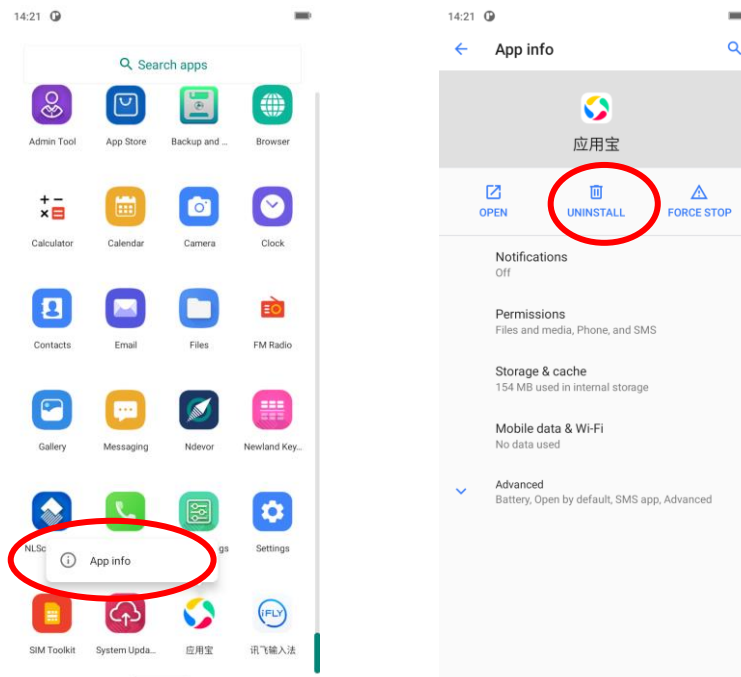 14:21
Search apps
Admin Tool
App Store
Backup and ...
Browser
Calculator
Calendar
Camera
Clock
Contacts
Email
Files
FM Radio
Gallery
Messaging
Ndevor
Newland Key...
NLSc
gs
Settings
App info
SIM Toolkit
System Upda...
应用宝
iFLY
讯飞输入法
14:21
App info
应用宝
OPEN
UNINSTALL
FORCE STOP
Notifications
Off
Permissions
Files and media, Phone, and SMS
Storage & cache
154 MB used in internal storage
Mobile data & Wi-Fi
No data used
Advanced
Battery, Open by default, SMS app, Advanced